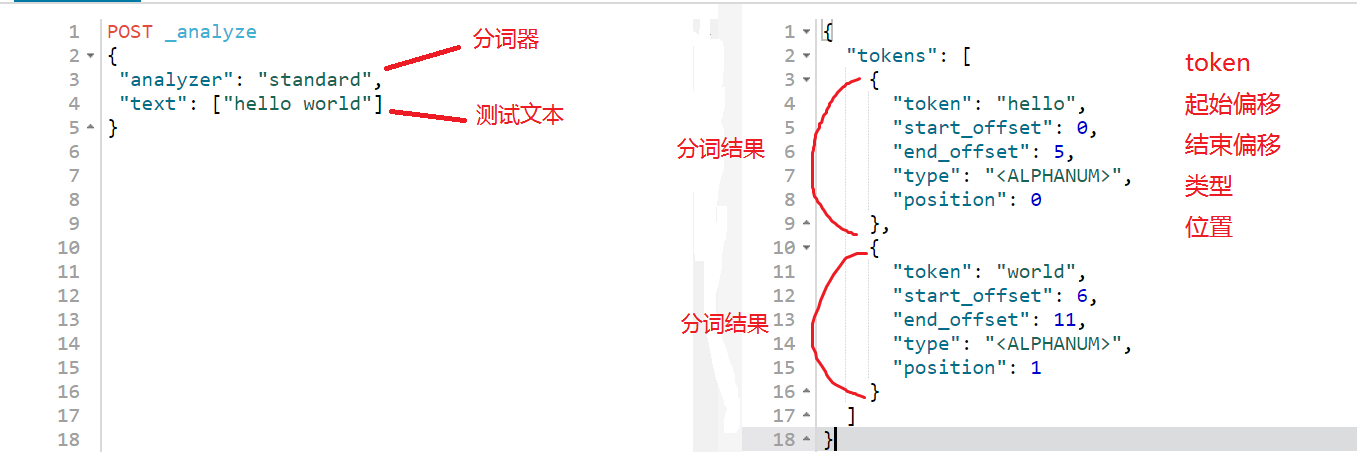 1 POST _analyze
2 {
3 "analyzer": "standard",
4 "text": ["hello world"]
5 }
6
7
8
9
10
11
12
13
14
15
16
17
18
分词器
测试文本
1 {
2 "tokens": [
3 {
4 "token": "hello",
5 "start_offset": 0,
6 "end_offset": 5,
7 "type": "<ALPHANUM>",
8 "position": 0
9 },
10 {
11 "token": "world",
12 "start_offset": 6,
13 "end_offset": 11,
14 "type": "<ALPHANUM>",
15 "position": 1
16 }
17 ]
18 }
分词结果
分词结果
token
起始偏移
结束偏移
类型
位置